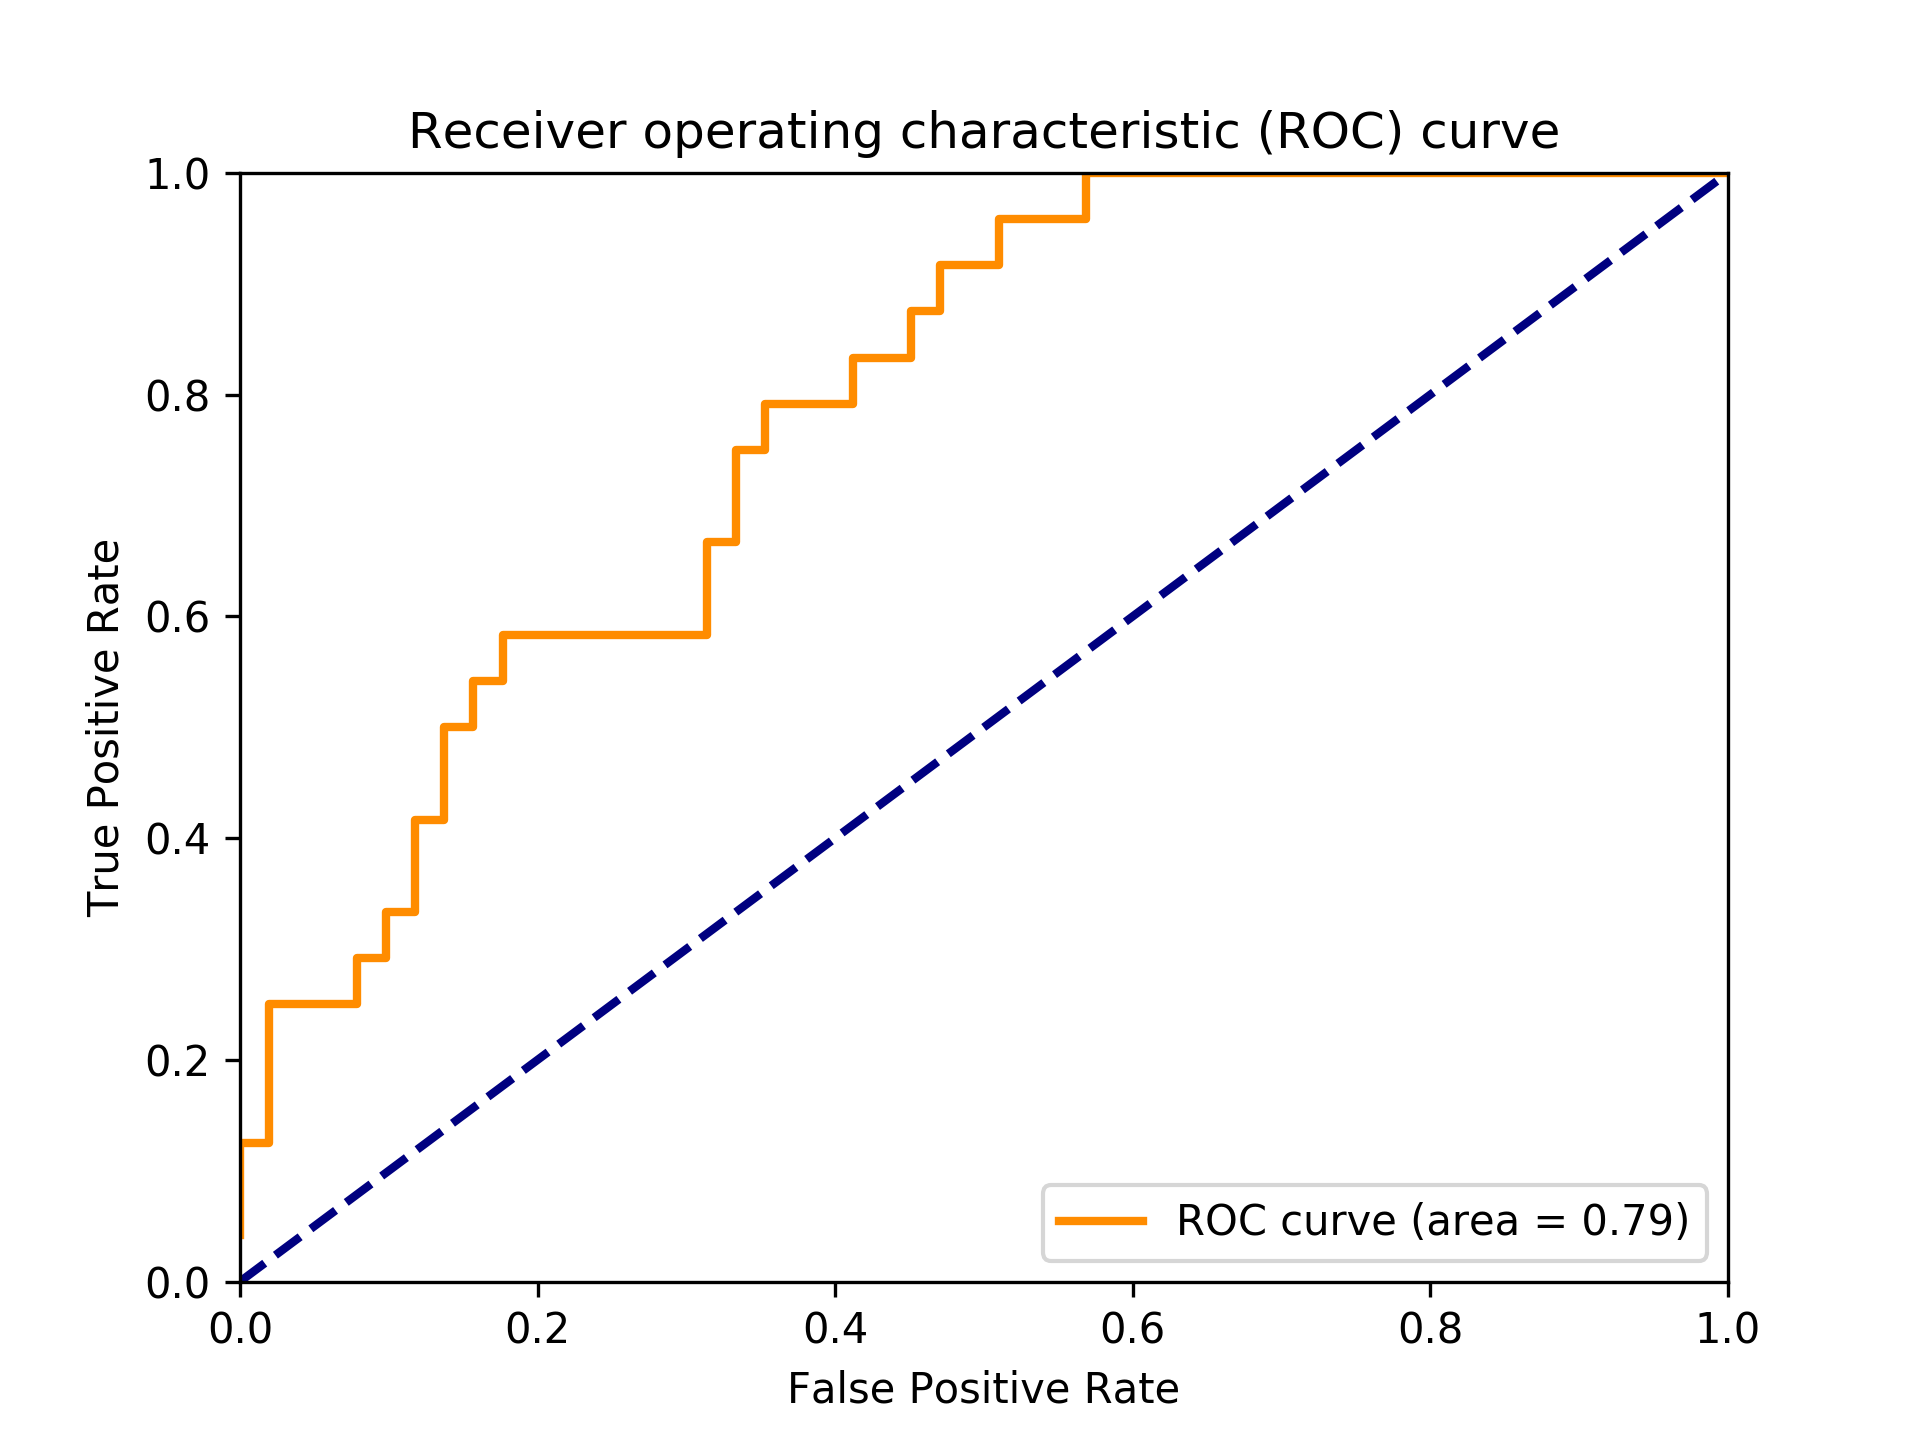 Receiver operating characteristic (ROC) curve
1.0
0.8
0.6
0.4
0.2
0.0
True Positive Rate
ROC curve (area = 0.79)
0.0 0.2 0.4 0.6 0.8 1.0
False Positive Rate